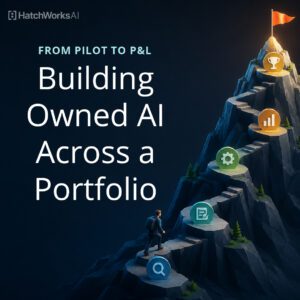 HatchWorksAI
FROM PILOT TO P&L
Building
Owned AI
Across a
Portfolio